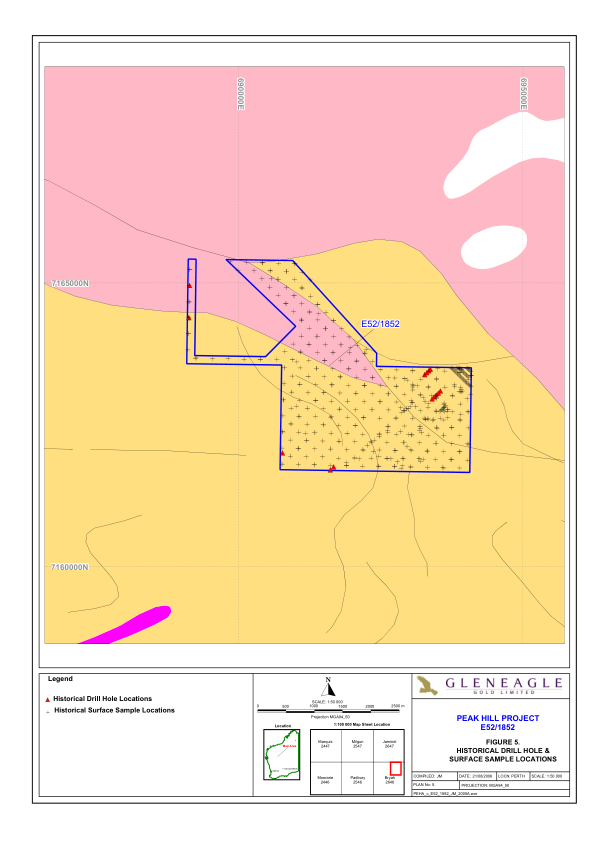 690000E
695000E
7165000N
E52/1852
7160000N
Legend
Historical Drill Hole Locations
Historical Surface Sample Locations
N
SCALE: 1:50 000
0 500 1000 1500 2000 2500 m
Projection MGA94_50
Location
1:100 000 Map Sheet Location
Map Area
Marquis
2447
Milgun
2547
Jamindi
2647
Moorarie
2446
Padbury
2546
Bryah
2646
GLENEAGLE
GOLD LIMITED
PEAK HILL PROJECT
E52/1852
FIGURE 5.
HISTORICAL DRILL HOLE &
SURFACE SAMPLE LOCATIONS
COMPILED: JM DATE: 21/08/2006 LOCN: PERTH SCALE: 1:50 000
PLAN No: 5 PROJECTION: MGA94_50